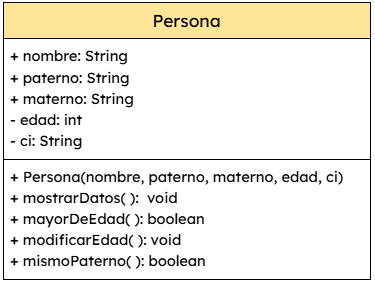 Persona
+ nombre: String
+ paterno: String
+ materno: String
- edad: int
- ci: String
+ Persona(nombre, paterno, materno, edad, ci)
+ mostrarDatos( ): void
+ mayorDeEdad( ): boolean
+ modificarEdad( ): void
+ mismoPaterno( ): boolean